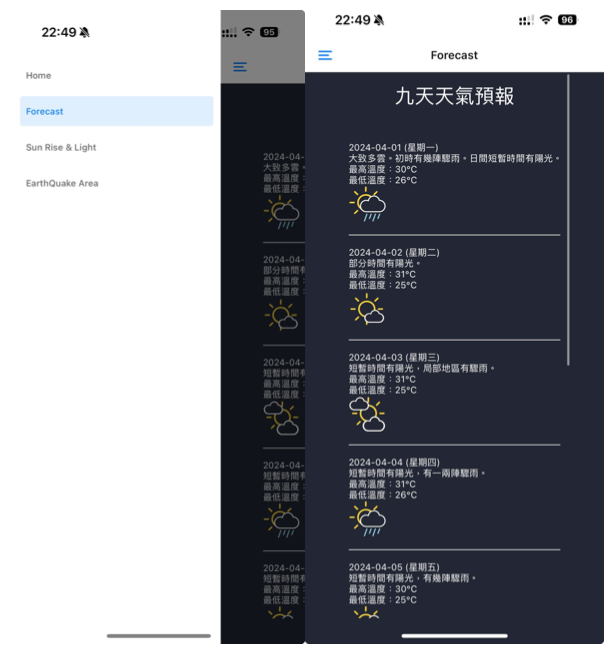 22:49
95
Home
Forecast
Sun Rise & Light
EarthQuake Area
2024-04-
大致多雲。
最高溫度：
最低溫度：
2024-04-
部分時間有
最高溫度：
最低溫度：
2024-04-
短暫時間有
最高溫度：
最低溫度：
2024-04-
短暫時間有
最高溫度：
最低溫度：
2024-04-
短暫時間有
最高溫度：
最低溫度：
22:49
96
Forecast
九天天氣預報
2024-04-01 (星期一)
大致多雲。初時有幾陣驟雨。日間短暫時間有陽光。
最高溫度：30°C
最低溫度：26°C
2024-04-02 (星期二)
部分時間有陽光。
最高溫度：31°C
最低溫度：25°C
2024-04-03 (星期三)
短暫時間有陽光，局部地區有驟雨。
最高溫度：31°C
最低溫度：25°C
2024-04-04 (星期四)
短暫時間有陽光，有一兩陣驟雨。
最高溫度：31°C
最低溫度：26°C
2024-04-05 (星期五)
短暫時間有陽光，有幾陣驟雨。
最高溫度：30°C
最低溫度：25°C